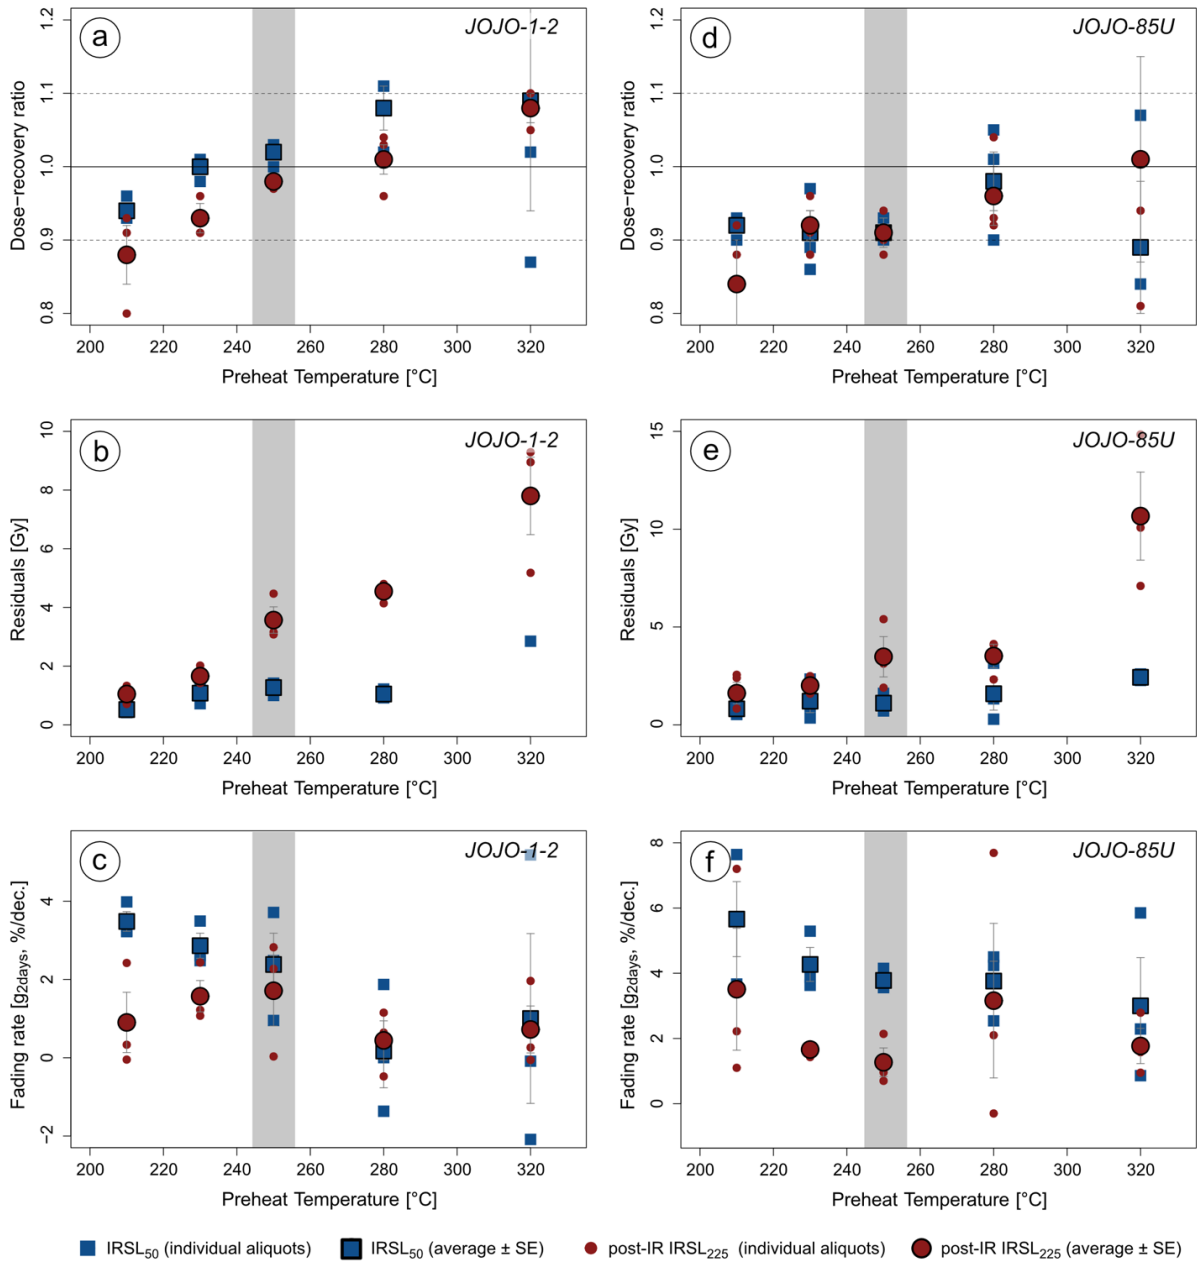 a
JOJO-1-2
Dose−recovery ratio
1.2
1.1
1.0
0.9
0.8
200 220 240 260 280 300 320
Preheat Temperature [°C]
d
JOJO-85U
Dose−recovery ratio
1.2
1.1
1.0
0.9
0.8
200 220 240 260 280 300 320
Preheat Temperature [°C]
b
JOJO-1-2
Residuals [Gy]
10
8
6
4
2
0
200 220 240 260 280 300 320
Preheat Temperature [°C]
e
JOJO-85U
Residuals [Gy]
15
10
5
0
200 220 240 260 280 300 320
Preheat Temperature [°C]
c
JOJO-1-2
Fading rate [g2days, %/dec.]
4
2
0
−2
200 220 240 260 280 300 320
Preheat Temperature [°C]
f
JOJO-85U
Fading rate [g2days, %/dec.]
8
6
4
2
0
200 220 240 260 280 300 320
Preheat Temperature [°C]
IRSL50 (individual aliquots) IRSL50 (average ± SE) post-IR IRSL225 (individual aliquots) post-IR IRSL225 (average ± SE)